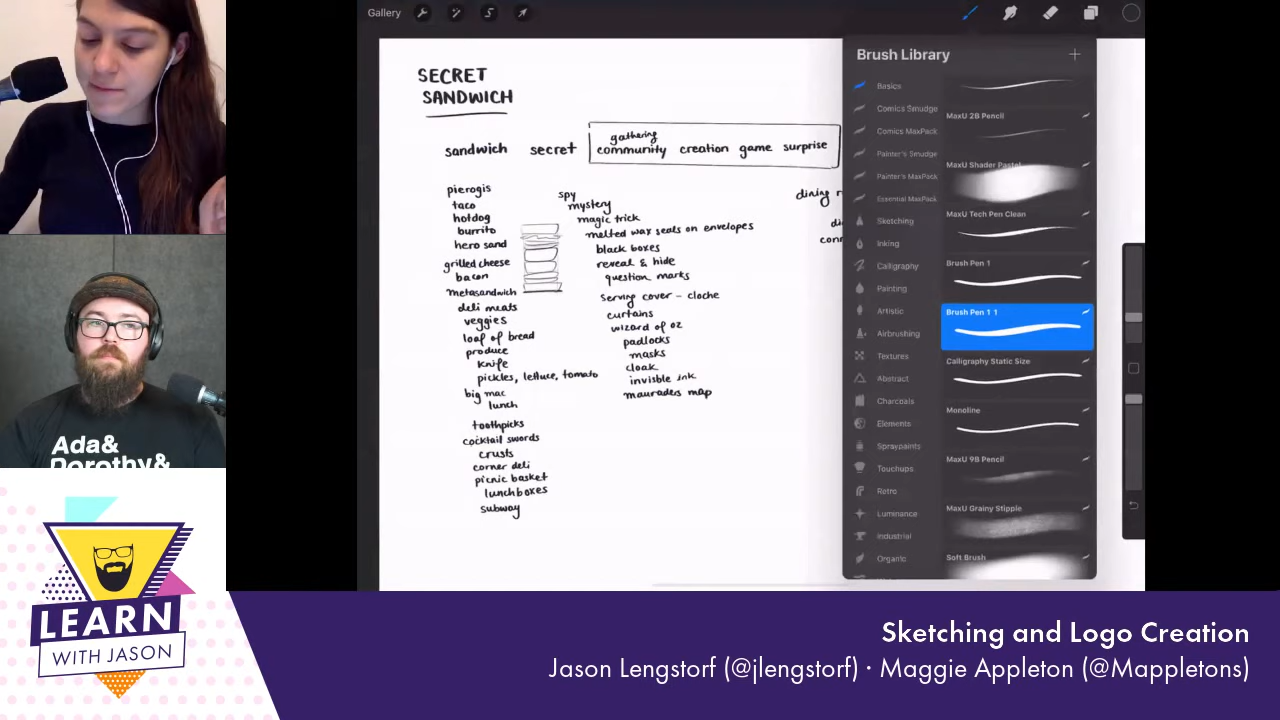 Gallery
SECRET
SANDWICH
sandwich secret
gathering
community creation game surprise
pierogis
taco
hotdog
burrito
hero sand
grilled cheese
bacon
metasandwich
deli meats
veggies
loaf of bread
produce
knife
pickles, lettuce, tomato
big mac
lunch
toothpicks
cocktail swords
crusts
corner deli
picnic basket
lunchboxes
subway
spy
mystery
magic trick
melted wax seals on envelopes
black boxes
reveal & hide
question marks
serving cover - cloche
curtains
wizard of oz
padlocks
masks
cloak
invisble ink
mauraders map
dining
Brush Library
Basics
Comics Smudge
Comics MaxPack
Painter's Smudge
Painter's MaxPack
Essential MaxPack
Sketching
Inking
Calligraphy
Painting
Artistic
Airbrushing
Textures
Abstract
Charcoals
Elements
Spraypaints
Touchups
Retro
Luminance
Industrial
Organic
MaxU 2B Pencil
MaxU Shader Pastel
MaxU Tech Pen Clean
Brush Pen 1
Brush Pen 1 1
Calligraphy Static Size
Monoline
MaxU 9B Pencil
MaxU Grainy Stipple
Soft Brush
Ada&
Dorothy&
LEARN
WITH JASON
Sketching and Logo Creation
Jason Lengstorf (@jlengstorf) · Maggie Appleton (@Mappletons)